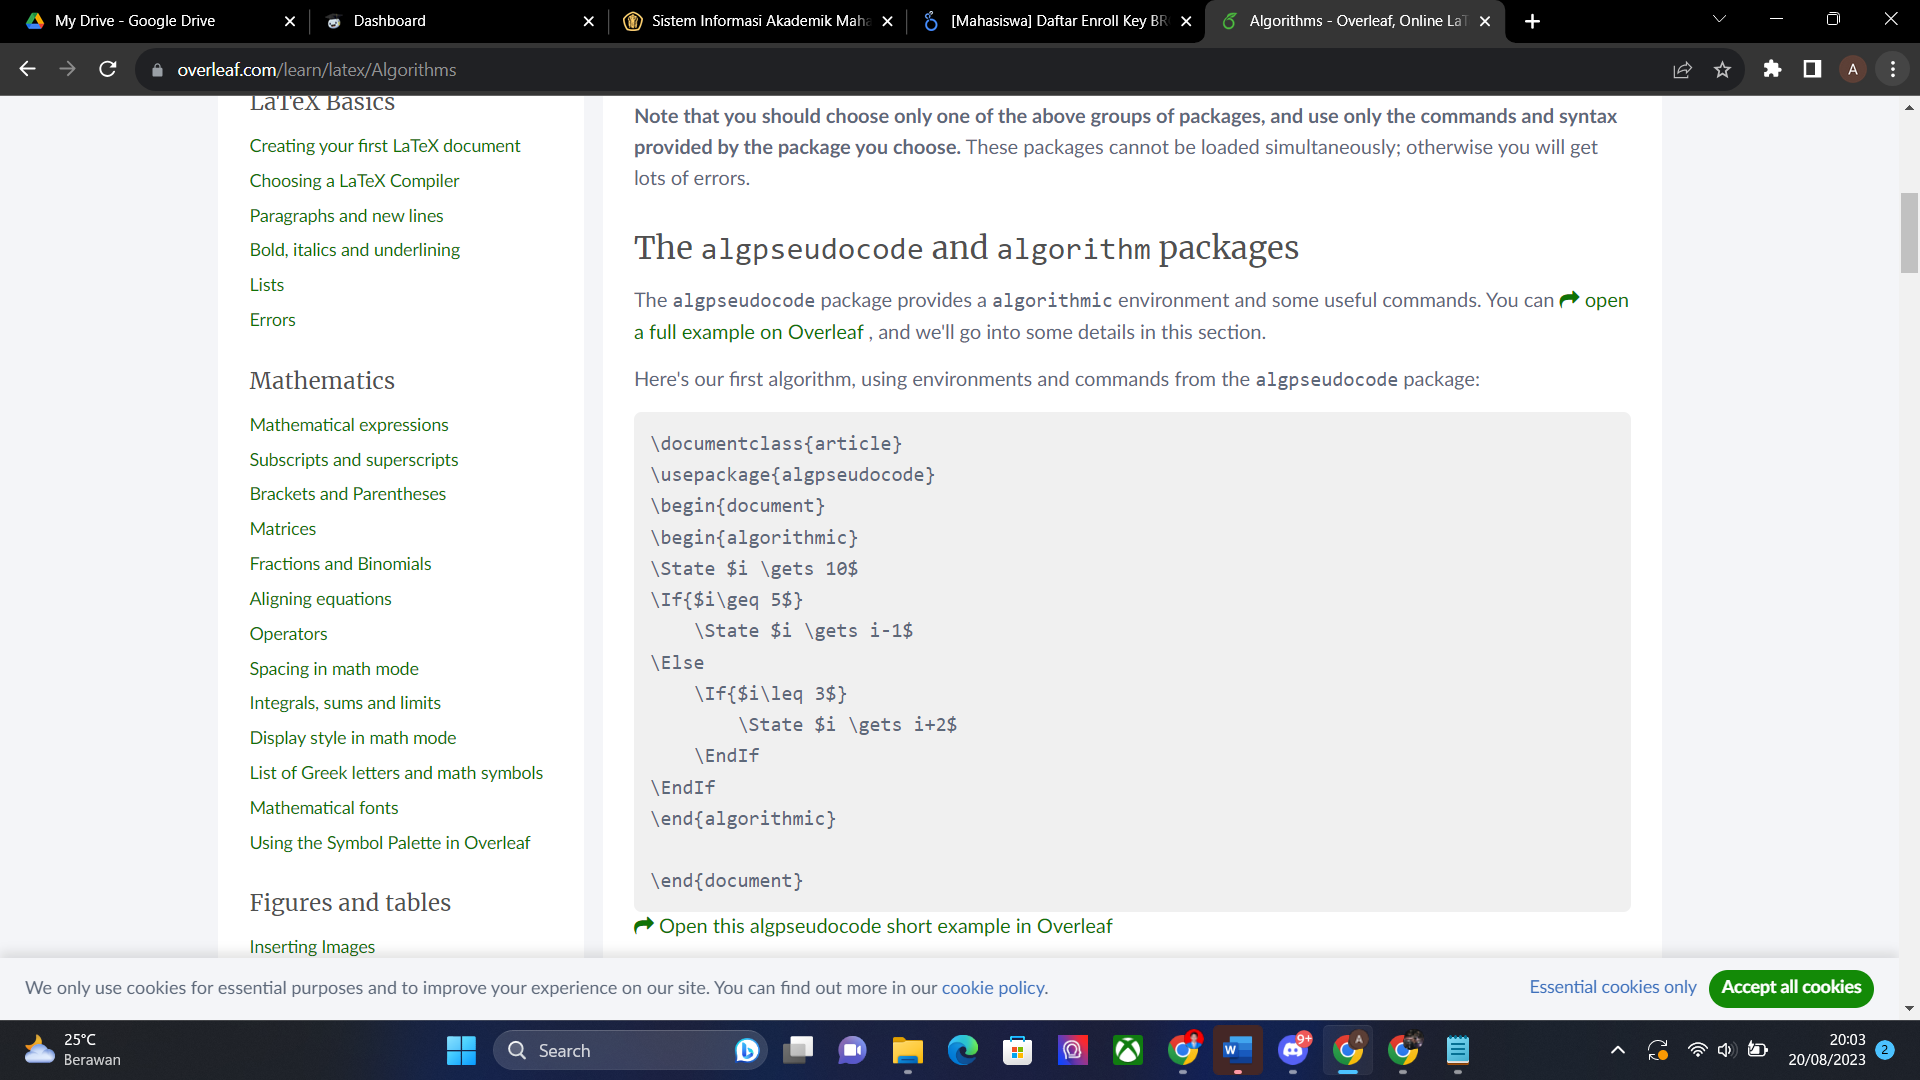 My Drive - Google Drive
Dashboard
Sistem Informasi Akademik Maha
[Mahasiswa] Daftar Enroll Key BR
Algorithms - Overleaf, Online LaT
overleaf.com/learn/latex/Algorithms
A
LaTeX Basics
Creating your first LaTeX document
Choosing a LaTeX Compiler
Paragraphs and new lines
Bold, italics and underlining
Lists
Errors
Mathematics
Mathematical expressions
Subscripts and superscripts
Brackets and Parentheses
Matrices
Fractions and Binomials
Aligning equations
Operators
Spacing in math mode
Integrals, sums and limits
Display style in math mode
List of Greek letters and math symbols
Mathematical fonts
Using the Symbol Palette in Overleaf
Figures and tables
Inserting Images
Note that you should choose only one of the above groups of packages, and use only the commands and syntax
provided by the package you choose. These packages cannot be loaded simultaneously; otherwise you will get
lots of errors.
The algpseudocode and algorithm packages
The algpseudocode package provides a algorithmic environment and some useful commands. You can open
a full example on Overleaf , and we'll go into some details in this section.
Here's our first algorithm, using environments and commands from the algpseudocode package:
\documentclass{article}
\usepackage{algpseudocode}
\begin{document}
\begin{algorithmic}
\State $i \gets 10$
\If{$i\geq 5$}
    \State $i \gets i-1$
\Else
    \If{$i\leq 3$}
        \State $i \gets i+2$
    \EndIf
\EndIf
\end{algorithmic}
\end{document}
Open this algpseudocode short example in Overleaf
We only use cookies for essential purposes and to improve your experience on our site. You can find out more in our cookie policy.
Essential cookies only
Accept all cookies
25°C
Berawan
Search
W
9+
A
20:03
20/08/2023
2